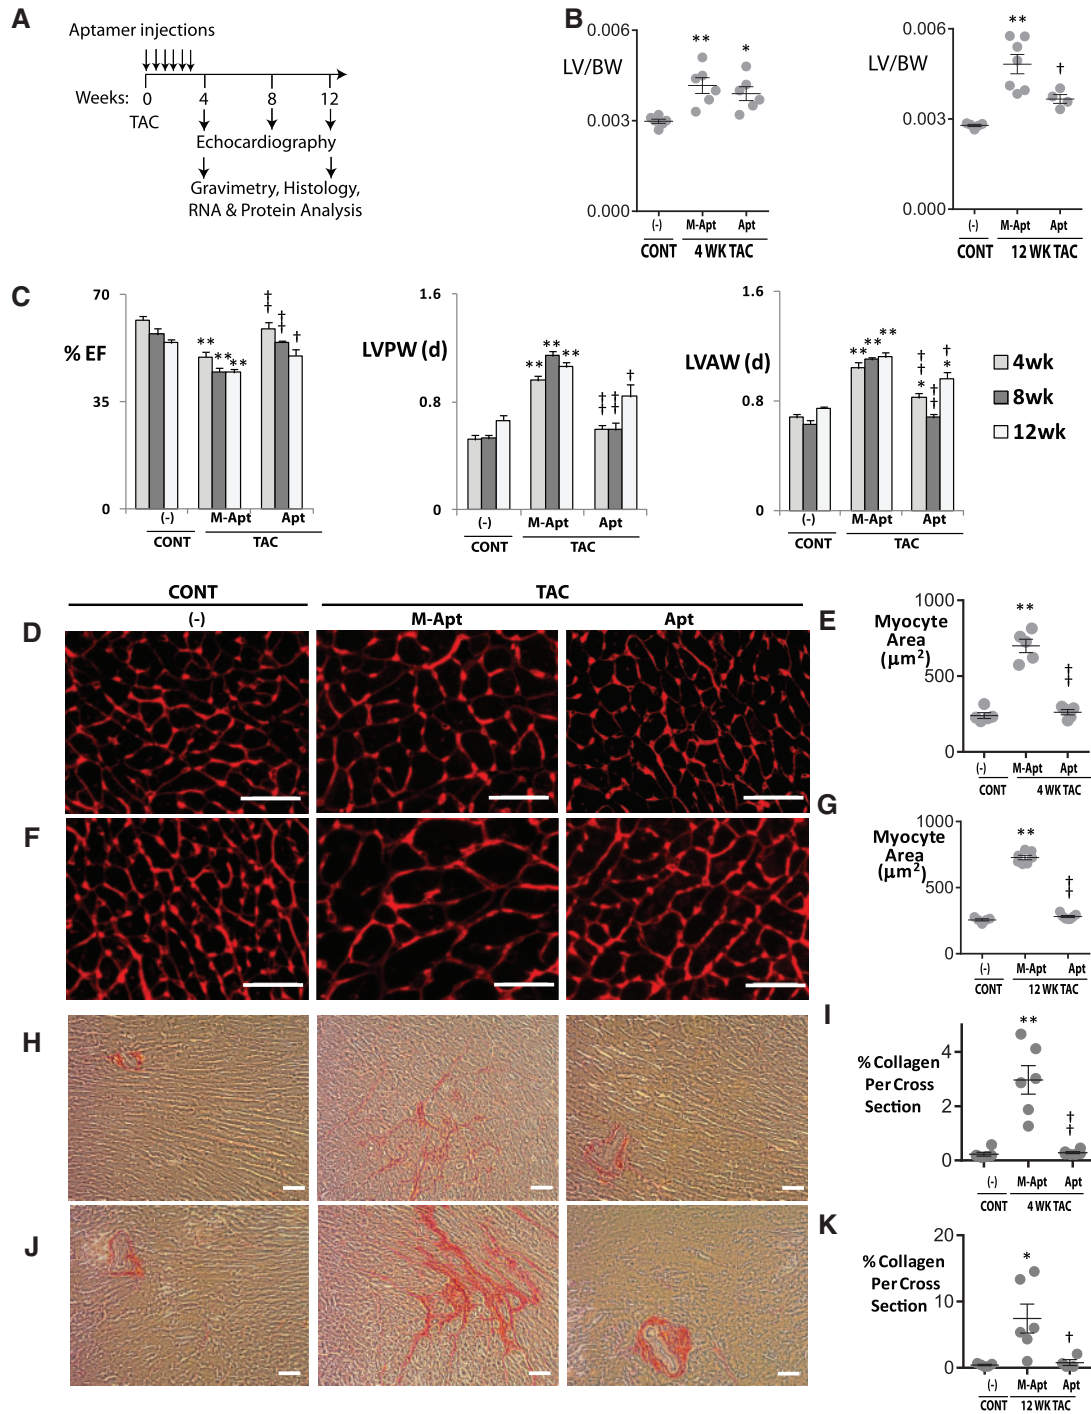 A
Aptamer injections
Weeks: 0 4 8 12
TAC
Echocardiography
Gravimetry, Histology,
RNA & Protein Analysis
B
0.006
LV/BW
0.003
0.000
** *
(-) M-Apt Apt
CONT 4 WK TAC
0.006
LV/BW
0.003
0.000
** †
(-) M-Apt Apt
CONT 12 WK TAC
C
70
% EF
35
0
** ** ** †‡ ‡† †
(-) M-Apt Apt
CONT TAC
1.6
LVPW (d)
0.8
0
** ** ** ‡‡ ‡‡ †
(-) M-Apt Apt
CONT TAC
1.6
LVAW (d)
0.8
0
** ** ** ††* †† †*
(-) M-Apt Apt
CONT TAC
4wk
8wk
12wk
CONT TAC
(-) M-Apt Apt
D
E
1000
Myocyte
Area
(μm²)
500
0
** †‡
(-) M-Apt Apt
CONT 4 WK TAC
F
G
1000
Myocyte
Area
(μm²)
500
0
** †‡
(-) M-Apt Apt
CONT 12 WK TAC
H
I
% Collagen
Per Cross
Section
4
2
0
** ††
(-) M-Apt Apt
CONT 4 WK TAC
J
K
20
% Collagen
Per Cross
Section
10
0
* †
(-) M-Apt Apt
CONT 12 WK TAC